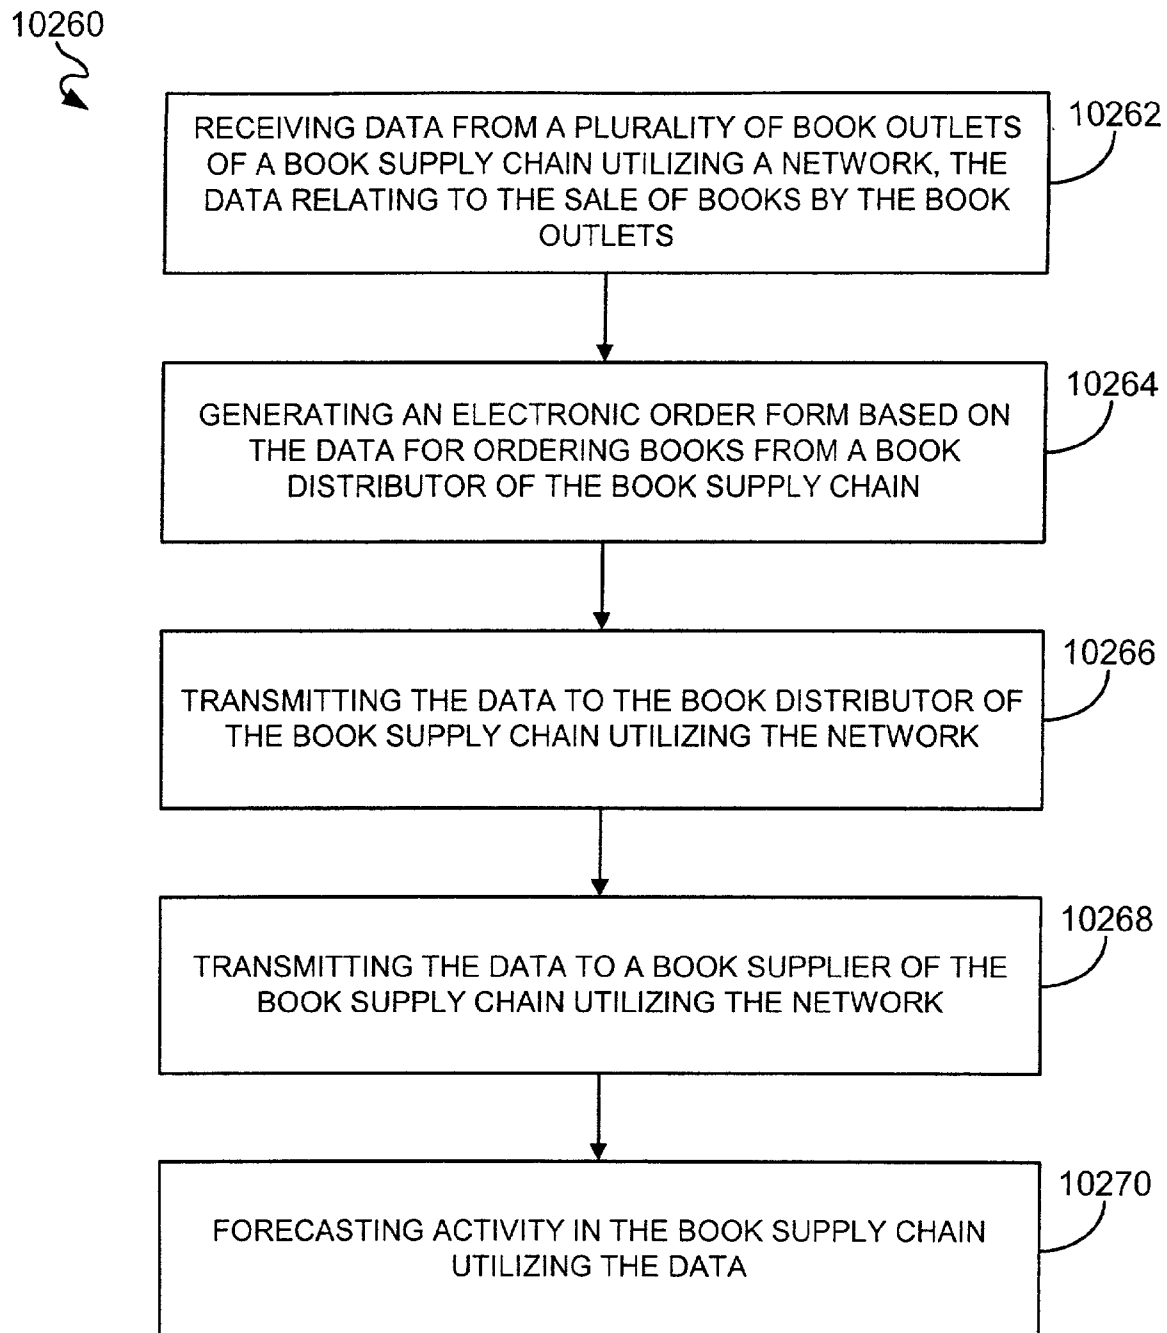 10260
10262
RECEIVING DATA FROM A PLURALITY OF BOOK OUTLETS
OF A BOOK SUPPLY CHAIN UTILIZING A NETWORK, THE
DATA RELATING TO THE SALE OF BOOKS BY THE BOOK
OUTLETS
10264
GENERATING AN ELECTRONIC ORDER FORM BASED ON
THE DATA FOR ORDERING BOOKS FROM A BOOK
DISTRIBUTOR OF THE BOOK SUPPLY CHAIN
10266
TRANSMITTING THE DATA TO THE BOOK DISTRIBUTOR OF
THE BOOK SUPPLY CHAIN UTILIZING THE NETWORK
10268
TRANSMITTING THE DATA TO A BOOK SUPPLIER OF THE
BOOK SUPPLY CHAIN UTILIZING THE NETWORK
10270
FORECASTING ACTIVITY IN THE BOOK SUPPLY CHAIN
UTILIZING THE DATA